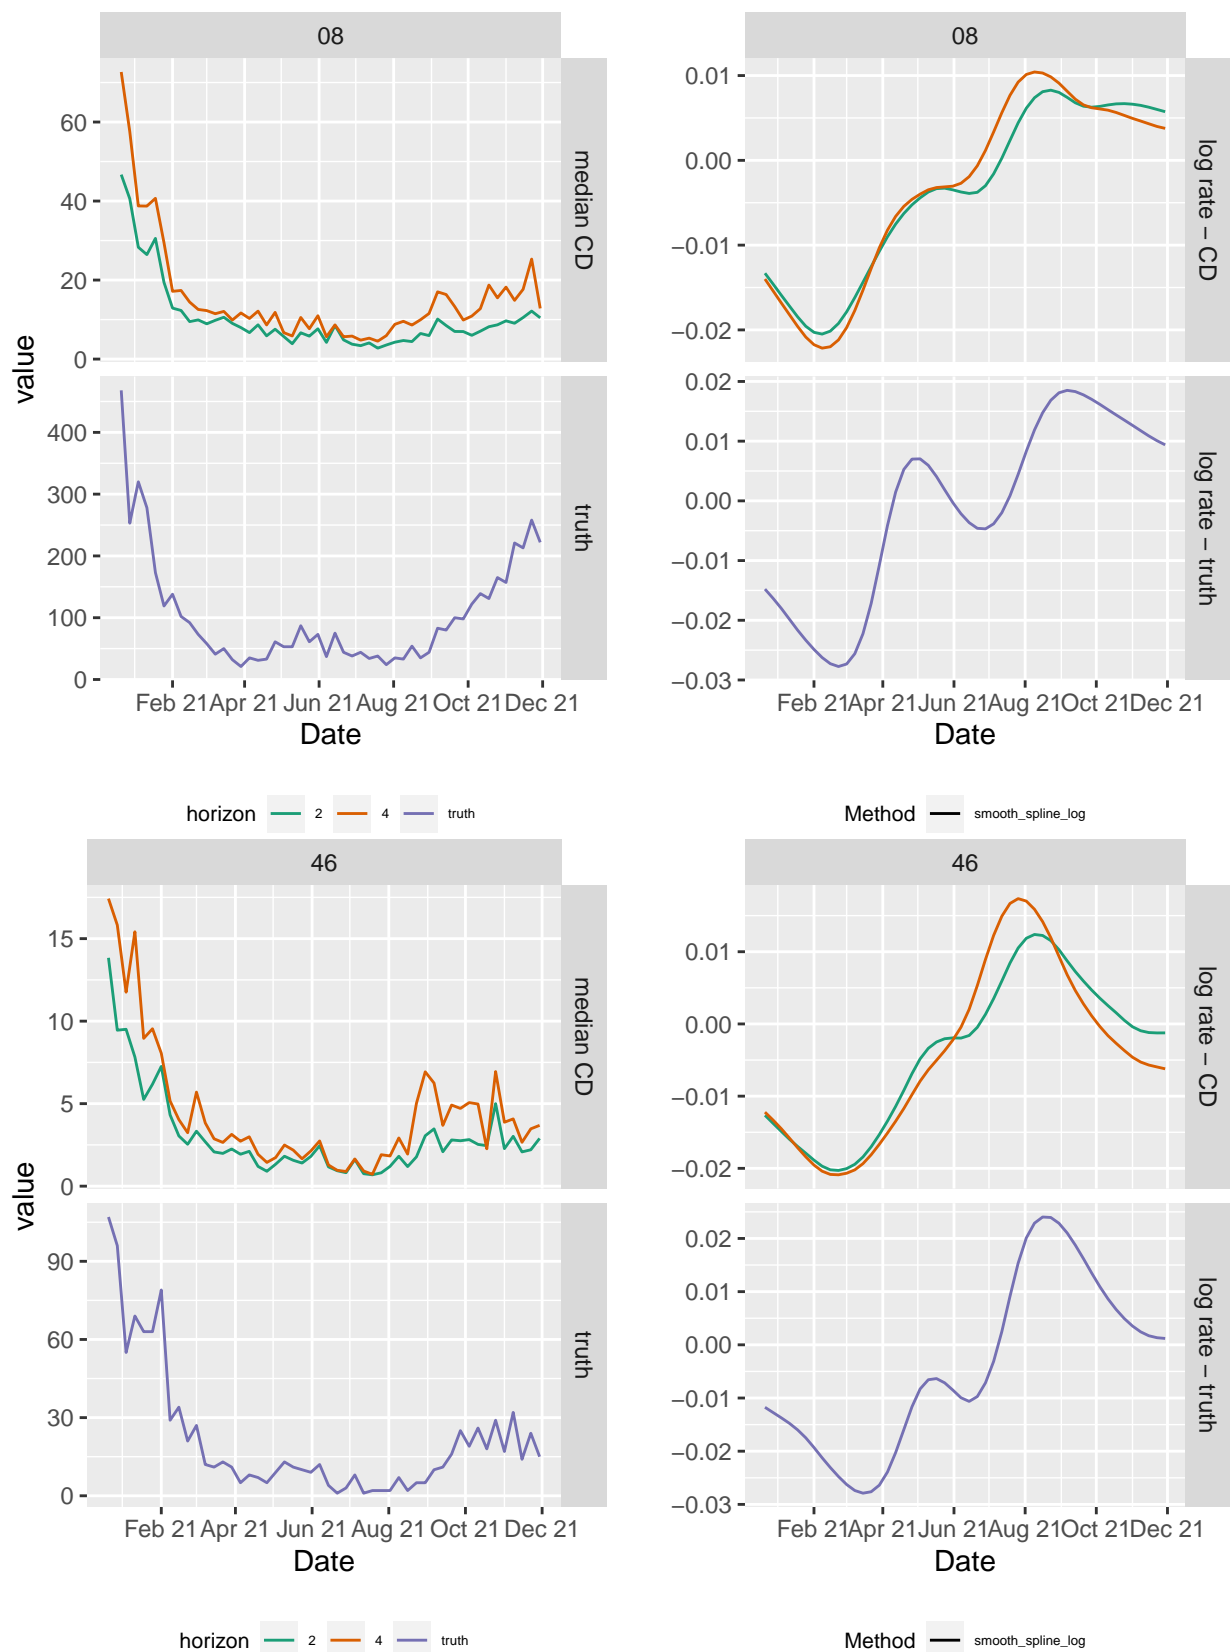 08
60
40
20
0
median CD
400
300
200
100
0
truth
value
Feb 21 Apr 21 Jun 21 Aug 21 Oct 21 Dec 21
Date
horizon 2 4 truth
08
0.01
0.00
−0.01
−0.02
log rate − CD
0.02
0.01
0.00
−0.01
−0.02
−0.03
log rate − truth
Feb 21 Apr 21 Jun 21 Aug 21 Oct 21 Dec 21
Date
Method smooth_spline_log
46
15
10
5
0
median CD
90
60
30
0
truth
value
Feb 21 Apr 21 Jun 21 Aug 21 Oct 21 Dec 21
Date
horizon 2 4 truth
46
0.01
0.00
−0.01
−0.02
log rate − CD
0.02
0.01
0.00
−0.01
−0.02
−0.03
log rate − truth
Feb 21 Apr 21 Jun 21 Aug 21 Oct 21 Dec 21
Date
Method smooth_spline_log